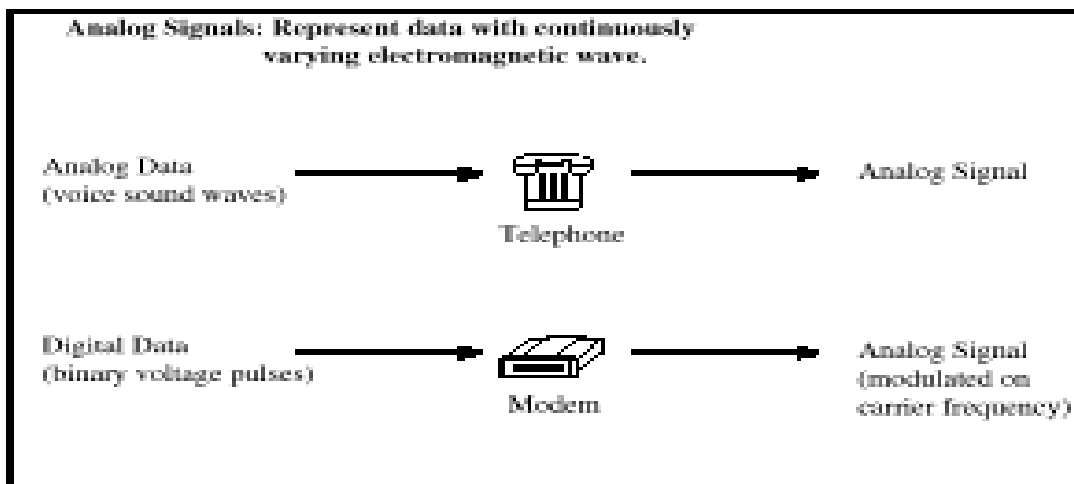 Analog Signals: Represent data with continuously
varying electromagnetic wave.
Analog Data
(voice sound waves)
Telephone
Analog Signal
Digital Data
(binary voltage pulses)
Modem
Analog Signal
(modulated on
carrier frequency)